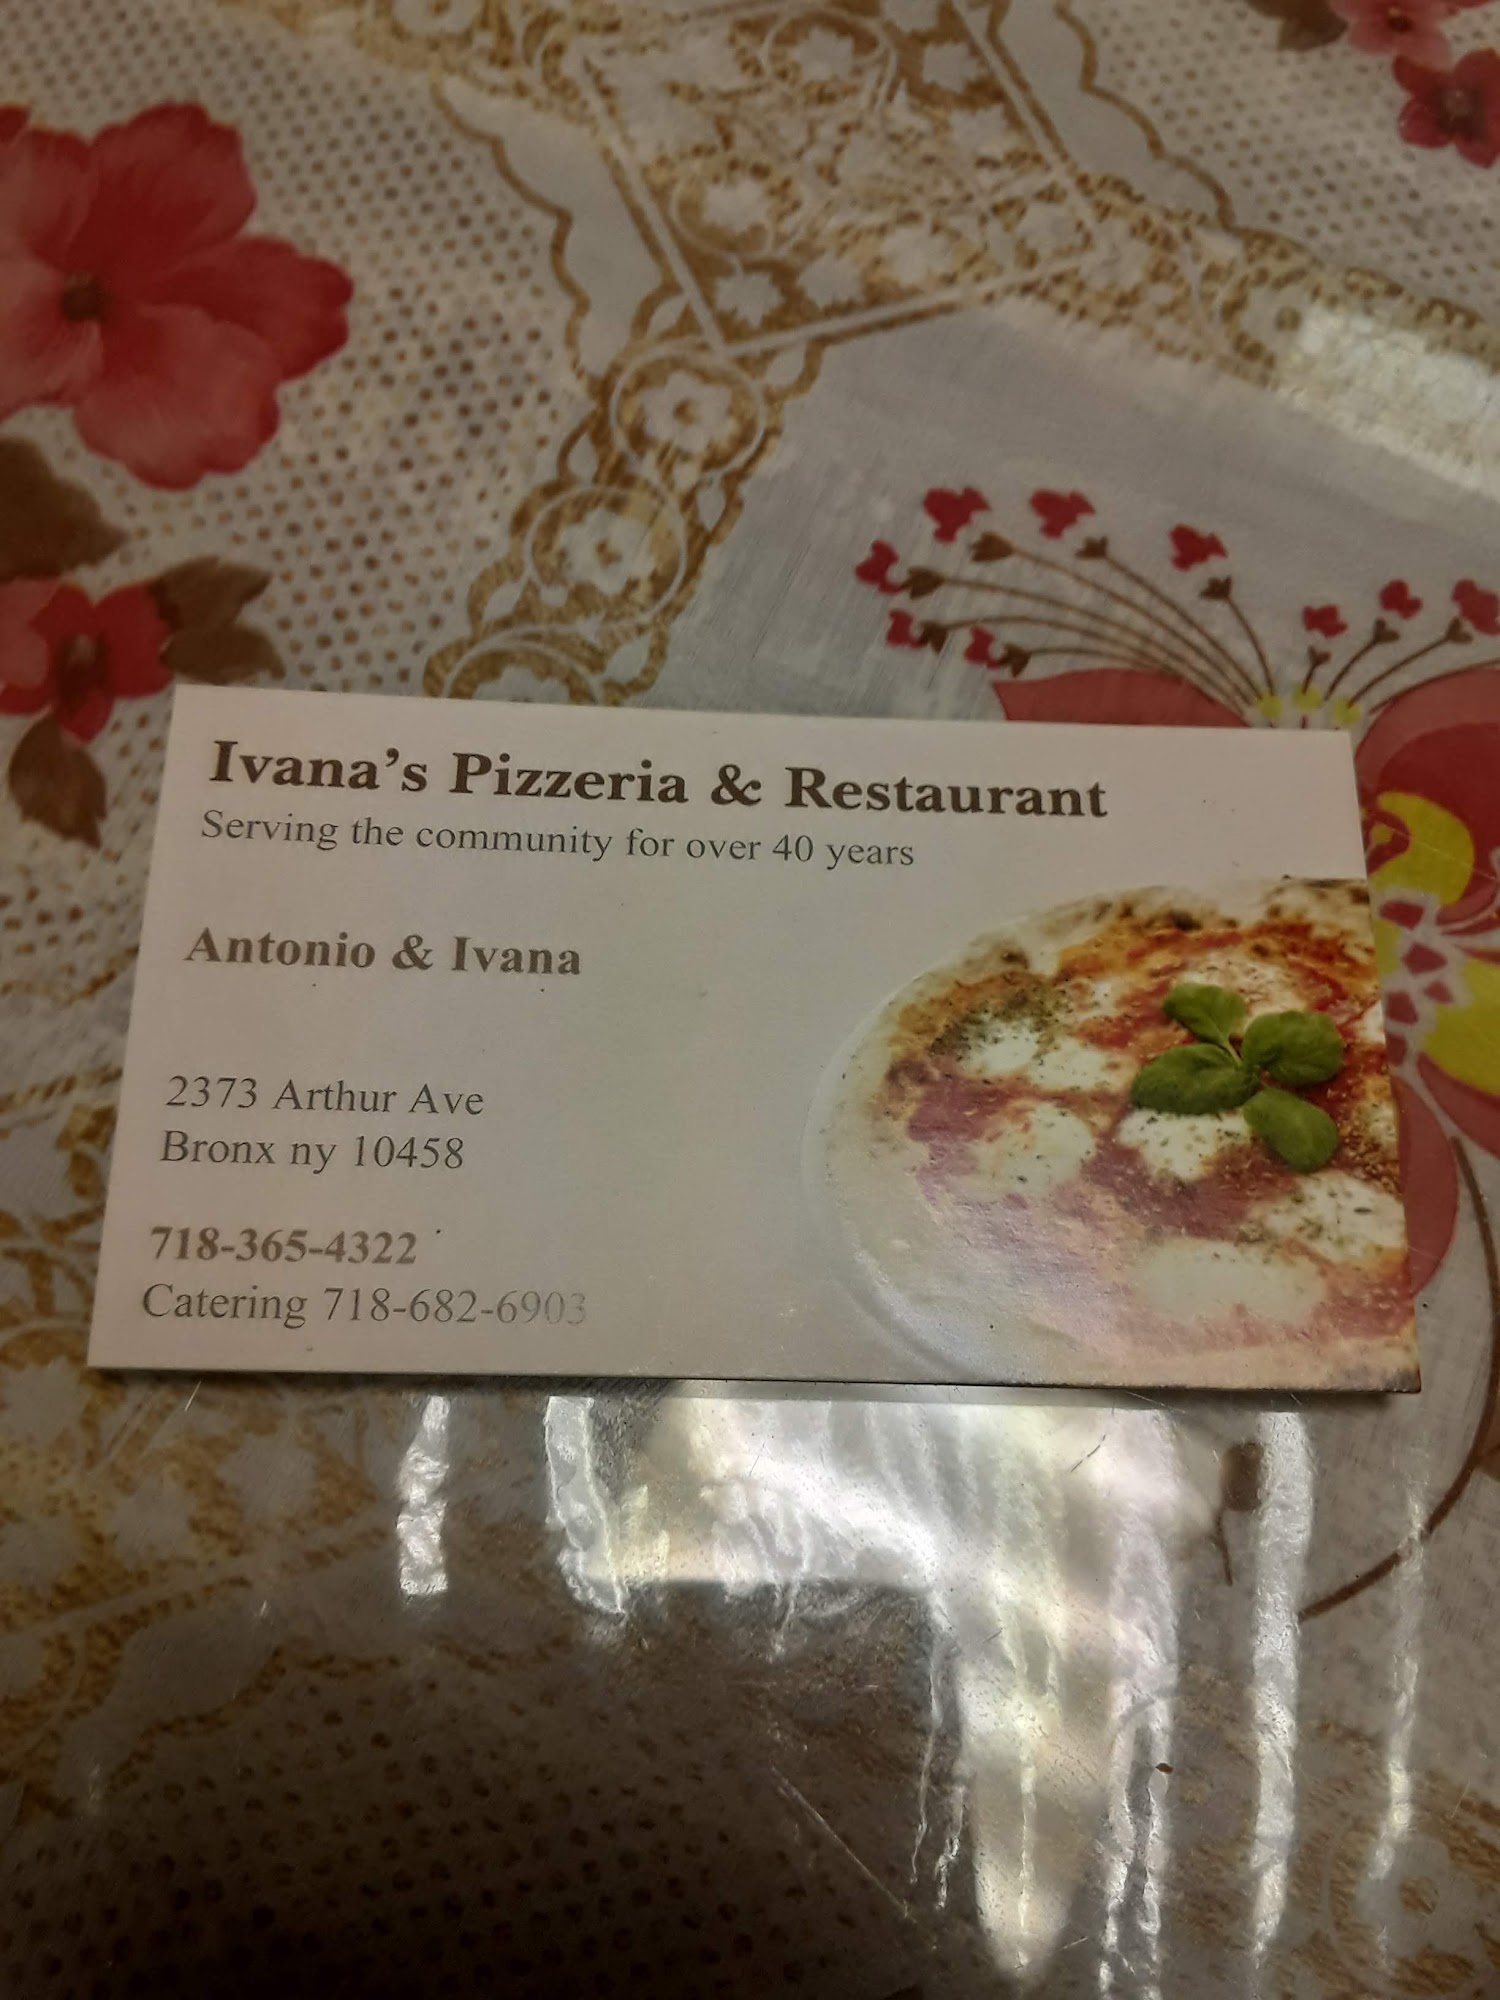 Ivana's Pizzeria & Restaurant
Serving the community for over 40 years
Antonio & Ivana
2373 Arthur Ave
Bronx ny 10458
718-365-4322
Catering 718-682-6903